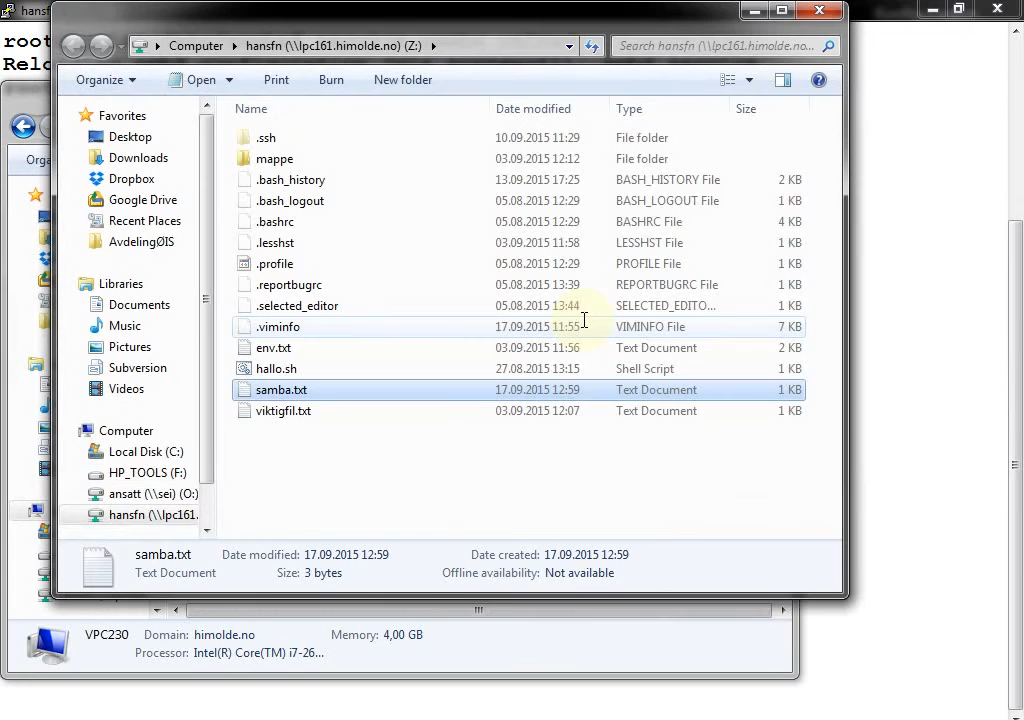 hansf
root
Relo
Computer hansfn (\\lpc161.himolde.no) (Z:)
Search hansfn (\\lpc161.himolde.no...
Organize Open Print Burn New folder
Orga
Favorites
Desktop
Downloads
Dropbox
Google Drive
Recent Places
AvdelingØIS
Libraries
Documents
Music
Pictures
Subversion
Videos
Computer
Local Disk (C:)
HP_TOOLS (F:)
ansatt (\\sei) (O:)
hansfn (\\lpc161.
Name Date modified Type Size
.ssh 10.09.2015 11:29 File folder
mappe 03.09.2015 12:12 File folder
.bash_history 13.09.2015 17:25 BASH_HISTORY File 2 KB
.bash_logout 05.08.2015 12:29 BASH_LOGOUT File 1 KB
.bashrc 05.08.2015 12:29 BASHRC File 4 KB
.lesshst 03.09.2015 11:58 LESSHST File 1 KB
.profile 05.08.2015 12:29 PROFILE File 1 KB
.reportbugrc 05.08.2015 13:39 REPORTBUGRC File 1 KB
.selected_editor 05.08.2015 13:44 SELECTED_EDITO... 1 KB
.viminfo 17.09.2015 11:55 VIMINFO File 7 KB
env.txt 03.09.2015 11:56 Text Document 2 KB
hallo.sh 27.08.2015 13:15 Shell Script 1 KB
samba.txt 17.09.2015 12:59 Text Document 1 KB
viktigfil.txt 03.09.2015 12:07 Text Document 1 KB
samba.txt Date modified: 17.09.2015 12:59 Date created: 17.09.2015 12:59
Text Document Size: 3 bytes Offline availability: Not available
VPC230 Domain: himolde.no Memory: 4,00 GB
Processor: Intel(R) Core(TM) i7-26...